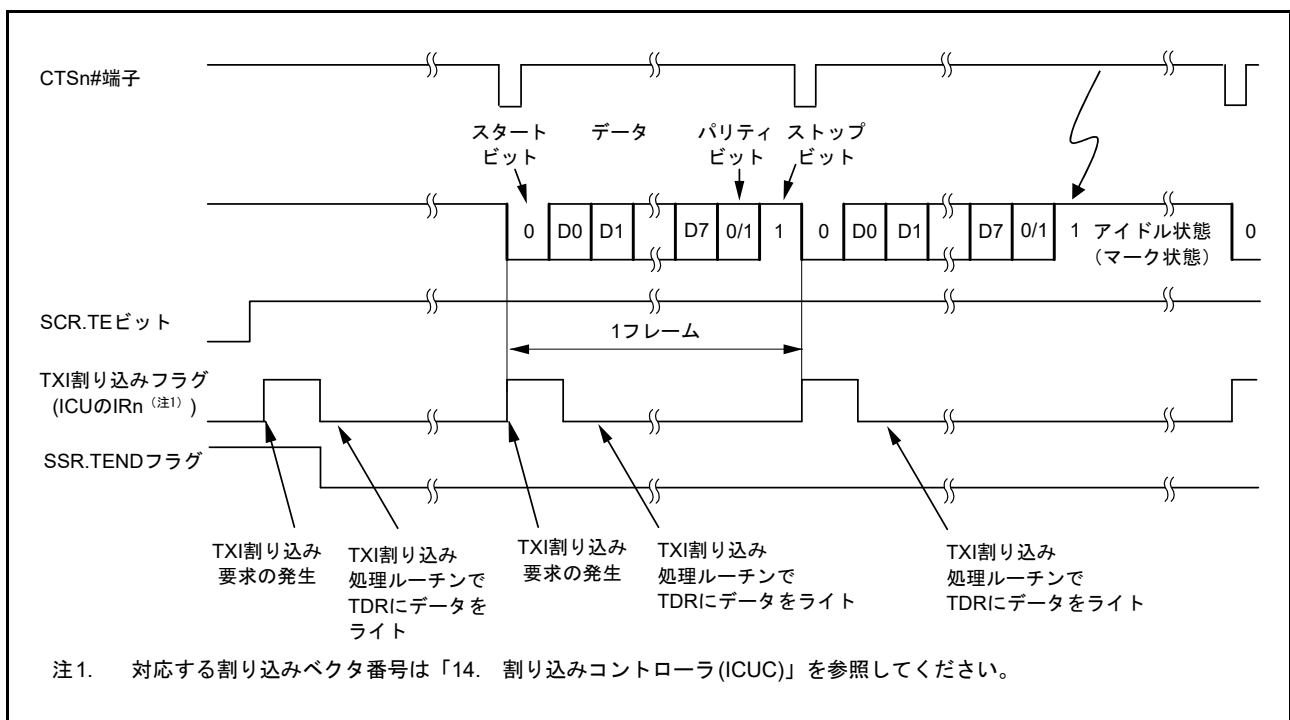 CTSn#端子
スタート
ビット
データ
パリティ
ビット
ストップ
ビット
0 D0 D1 D7 0/1 1 0 D0 D1 D7 0/1 1 アイドル状態
（マーク状態）
0
SCR.TEビット
1フレーム
TXI割り込みフラグ
(ICUのIRn（注1）)
SSR.TENDフラグ
TXI割り込み
要求の発生
TXI割り込み
処理ルーチンで
TDRにデータを
ライト
TXI割り込み
要求の発生
TXI割り込み
処理ルーチンで
TDRにデータをライト
TXI割り込み
処理ルーチンで
TDRにデータをライト
注1. 対応する割り込みベクタ番号は「14. 割り込みコントローラ(ICUC)」を参照してください。